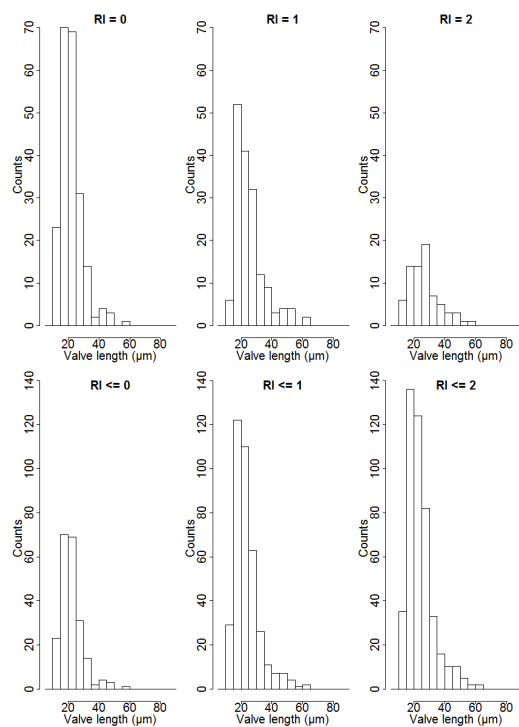 RI = 0
RI = 1
RI = 2
Counts
0 10 20 30 40 50 60 70
Counts
0 10 20 30 40 50 60 70
Counts
0 10 20 30 40 50 60 70
20 40 60 80
20 40 60 80
20 40 60 80
Valve length (µm)
Valve length (µm)
Valve length (µm)
RI <= 0
RI <= 1
RI <= 2
Counts
0 20 40 60 80 100 120 140
Counts
0 20 40 60 80 100 120 140
Counts
0 20 40 60 80 100 120 140
20 40 60 80
20 40 60 80
20 40 60 80
Valve length (µm)
Valve length (µm)
Valve length (µm)